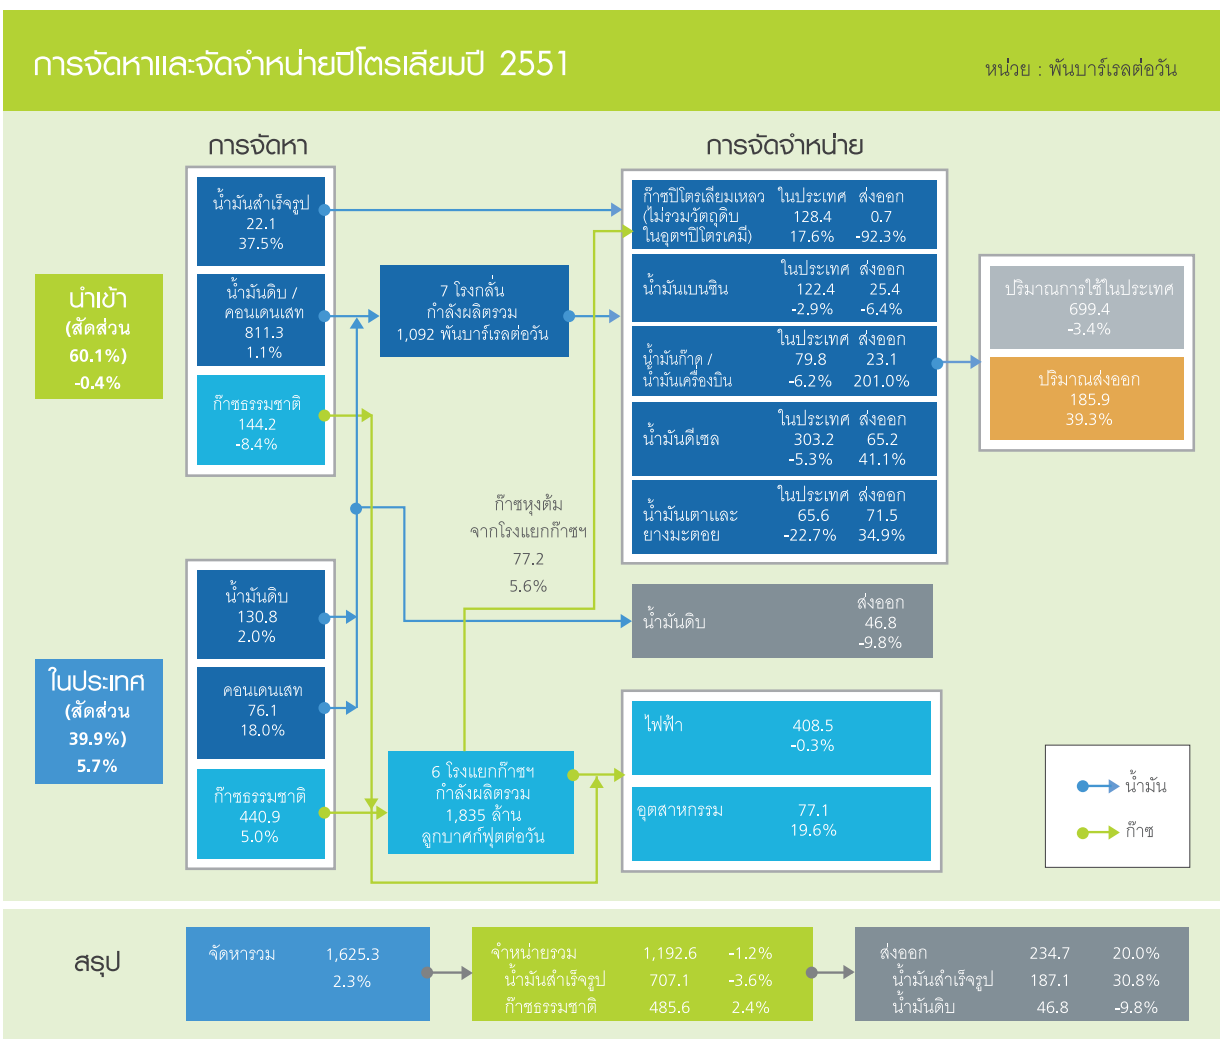 การจัดหาและจัดจำหน่ายปิโตรเลียมปี 2551
หน่วย : พันบาร์เรลต่อวัน
การจัดหา
การจัดจำหน่าย
นำเข้า
(สัดส่วน
60.1%)
-0.4%
น้ำมันสำเร็จรูป
22.1
37.5%
น้ำมันดิบ /
คอนเดนเสท
811.3
1.1%
ก๊าซธรรมชาติ
144.2
-8.4%
7 โรงกลั่น
กำลังผลิตรวม
1,092 พันบาร์เรลต่อวัน
ก๊าซปิโตรเลียมเหลว ในประเทศ ส่งออก
(ไม่รวมวัตถุดิบ 128.4 0.7
ในอุตฯปิโตรเคมี) 17.6% -92.3%
ในประเทศ ส่งออก
น้ำมันเบนซิน 122.4 25.4
-2.9% -6.4%
ในประเทศ ส่งออก
น้ำมันก๊าด / 79.8 23.1
น้ำมันเครื่องบิน -6.2% 201.0%
ในประเทศ ส่งออก
น้ำมันดีเซล 303.2 65.2
-5.3% 41.1%
ในประเทศ ส่งออก
น้ำมันเตาและ 65.6 71.5
ยางมะตอย -22.7% 34.9%
ปริมาณการใช้ในประเทศ
699.4
-3.4%
ปริมาณส่งออก
185.9
39.3%
ก๊าซหุงต้ม
จากโรงแยกก๊าซฯ
77.2
5.6%
ในประเทศ
(สัดส่วน
39.9%)
5.7%
น้ำมันดิบ
130.8
2.0%
คอนเดนเสท
76.1
18.0%
ก๊าซธรรมชาติ
440.9
5.0%
6 โรงแยกก๊าซฯ
กำลังผลิตรวม
1,835 ล้าน
ลูกบาศก์ฟุตต่อวัน
ส่งออก
น้ำมันดิบ 46.8
-9.8%
ไฟฟ้า 408.5
-0.3%
อุตสาหกรรม 77.1
19.6%
น้ำมัน
ก๊าซ
สรุป
จัดหารวม 1,625.3
2.3%
จำหน่ายรวม 1,192.6 -1.2%
น้ำมันสำเร็จรูป 707.1 -3.6%
ก๊าซธรรมชาติ 485.6 2.4%
ส่งออก 234.7 20.0%
น้ำมันสำเร็จรูป 187.1 30.8%
น้ำมันดิบ 46.8 -9.8%